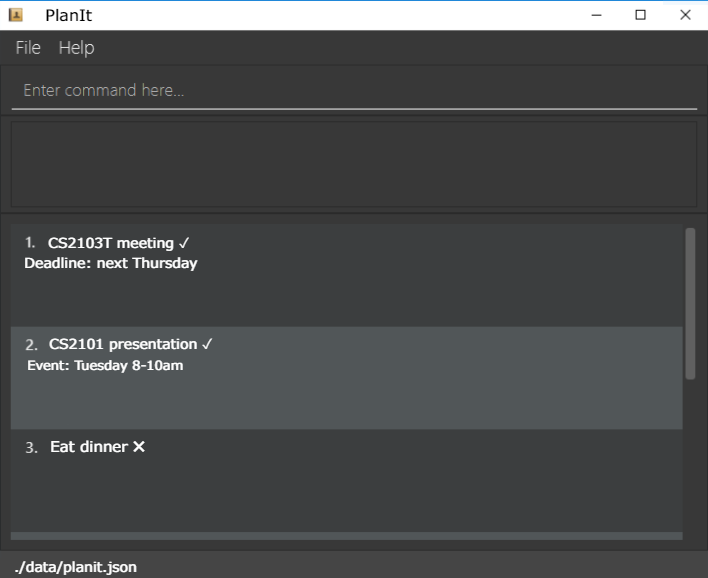 PlanIt
File Help
Enter command here...
1. CS2103T meeting ✓
Deadline: next Thursday
2. CS2101 presentation ✓
Event: Tuesday 8-10am
3. Eat dinner ✕
./data/planit.json